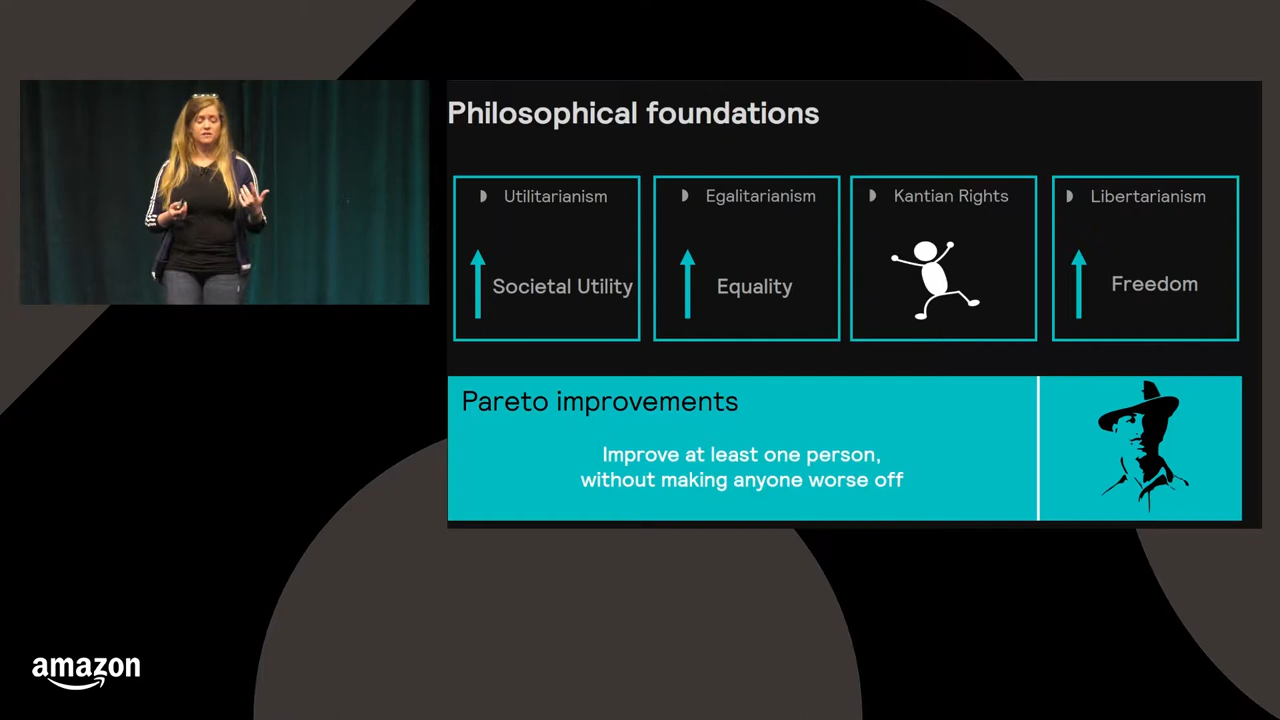 Philosophical foundations
Utilitarianism
Societal Utility
Egalitarianism
Equality
Kantian Rights
Libertarianism
Freedom
Pareto improvements
Improve at least one person,
without making anyone worse off
amazon